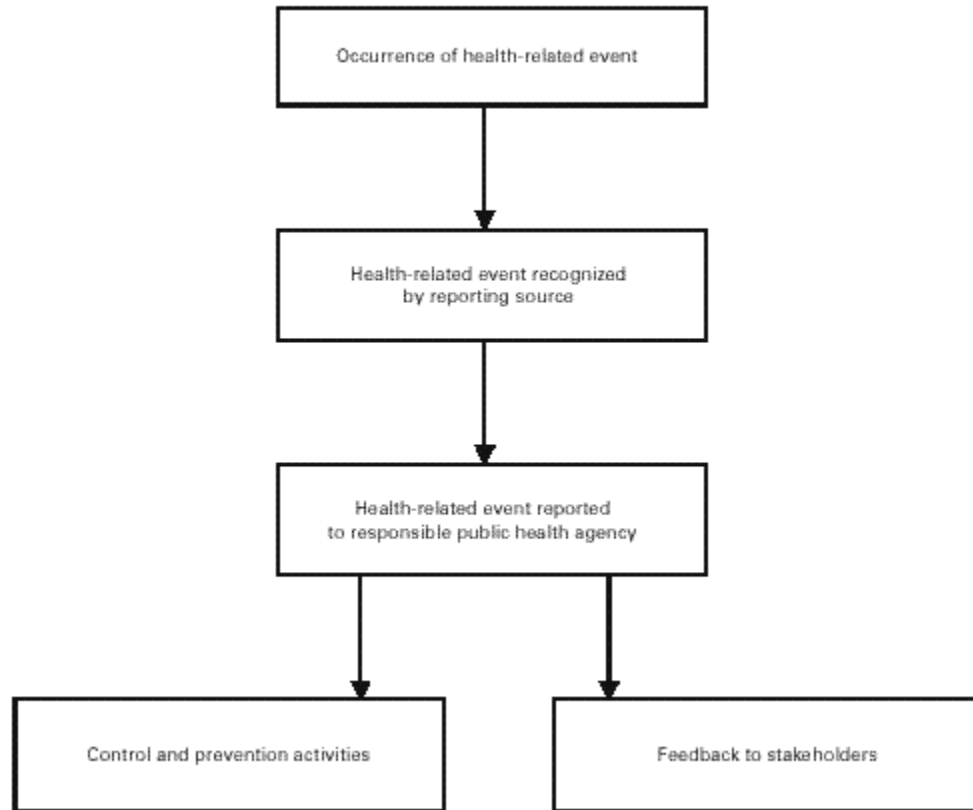 Occurrence of health-related event
Health-related event recognized
by reporting source
Health-related event reported
to responsible public health agency
Control and prevention activities
Feedback to stakeholders